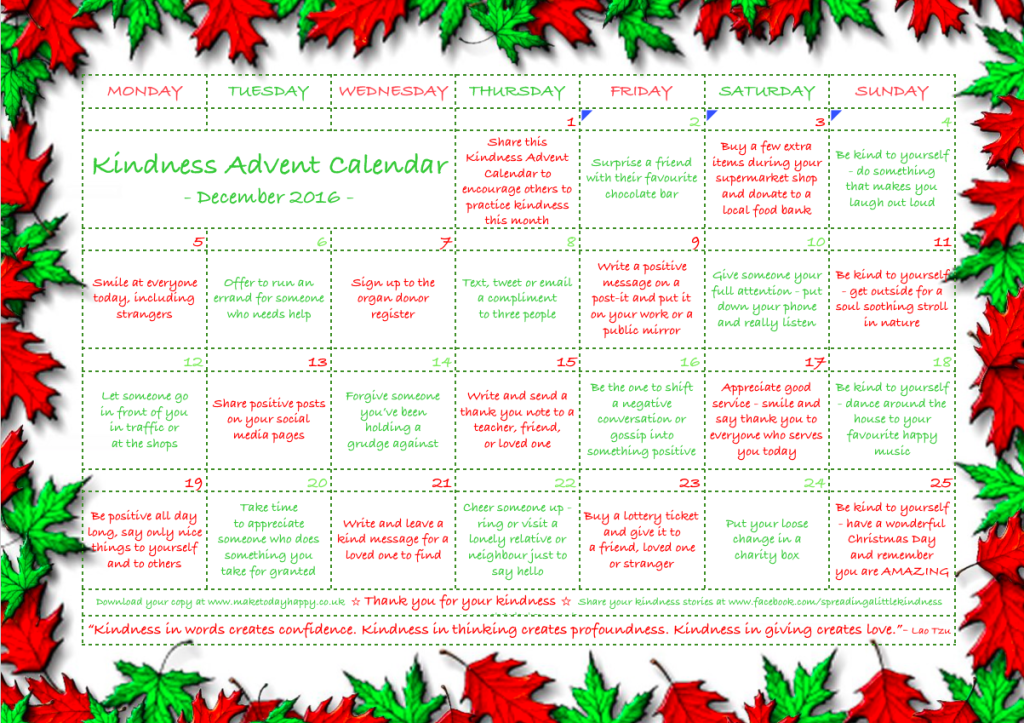 MONDAY TUESDAY WEDNESDAY THURSDAY FRIDAY SATURDAY SUNDAY
Kindness Advent Calendar
- December 2016 -
1
Share this
Kindness Advent
Calendar to
encourage others to
practice kindness
this month
2
Surprise a friend
with their favourite
chocolate bar
3
Buy a few extra
items during your
supermarket shop
and donate to a
local food bank
4
Be kind to yourself
- do something
that makes you
laugh out loud
5
Smile at everyone
today, including
strangers
6
Offer to run an
errand for someone
who needs help
7
Sign up to the
organ donor
register
8
Text, tweet or email
a compliment
to three people
9
Write a positive
message on a
post-it and put it
on your work or a
public mirror
10
Give someone your
full attention - put
down your phone
and really listen
11
Be kind to yourself
- get outside for a
soul soothing stroll
in nature
12
Let someone go
in front of you
in traffic or
at the shops
13
Share positive posts
on your social
media pages
14
Forgive someone
you've been
holding a
grudge against
15
Write and send a
thank you note to a
teacher, friend,
or loved one
16
Be the one to shift
a negative
conversation or
gossip into
something positive
17
Appreciate good
service - smile and
say thank you to
everyone who serves
you today
18
Be kind to yourself
- dance around the
house to your
favourite happy
music
19
Be positive all day
long, say only nice
things to yourself
and to others
20
Take time
to appreciate
someone who does
something you
take for granted
21
Write and leave a
kind message for a
loved one to find
22
Cheer someone up -
ring or visit a
lonely relative or
neighbour just to
say hello
23
Buy a lottery ticket
and give it to
a friend, loved one
or stranger
24
Put your loose
change in a
charity box
25
Be kind to yourself
- have a wonderful
Christmas Day
and remember
you are AMAZING
Download your copy at www.maketodayhappy.co.uk ☆ Thank you for your kindness ☆ Share your kindness stories at www.facebook.com/spreadingalittlekindness
"Kindness in words creates confidence. Kindness in thinking creates profoundness. Kindness in giving creates love."- Lao Tzu